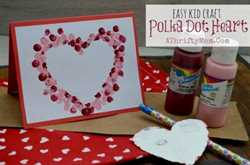 EASY KID CRAFT
POLKA DOT HEART
AThriftyMom.Com